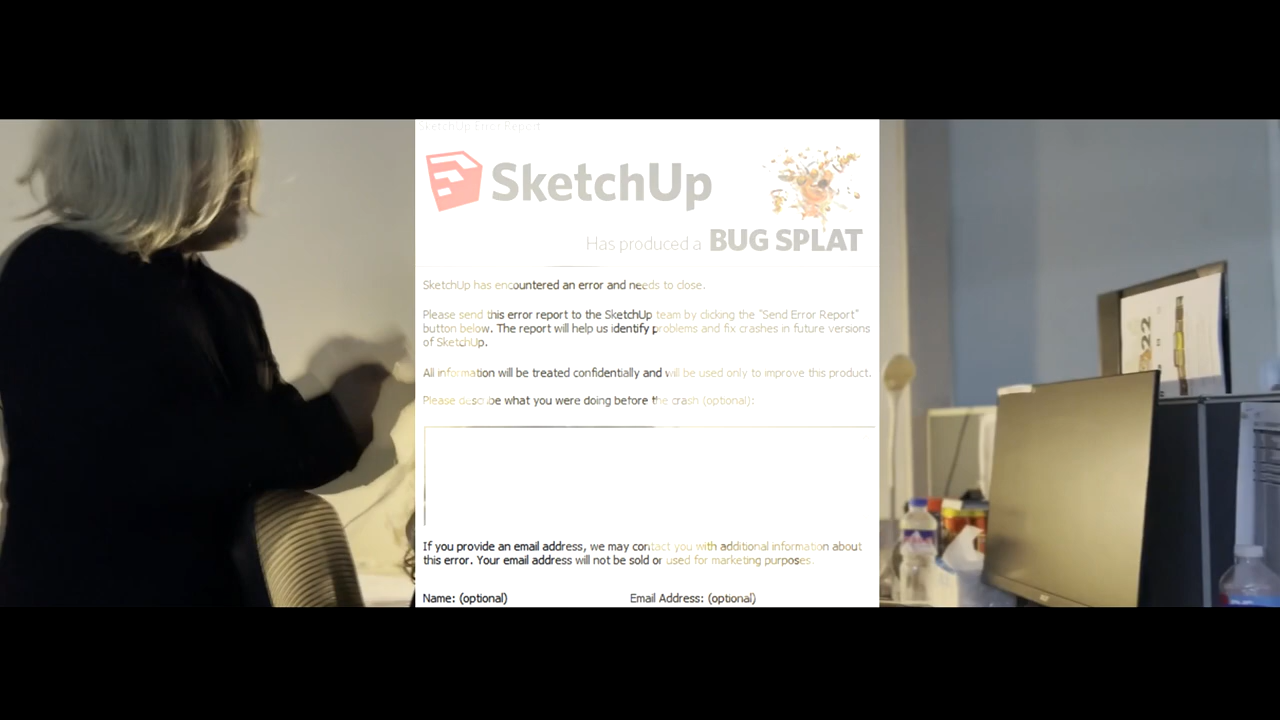 SketchUp Error Report
SketchUp
Has produced a BUG SPLAT
SketchUp has encountered an error and needs to close.
Please send this error report to the SketchUp team by clicking the "Send Error Report"
button below. The report will help us identify problems and fix crashes in future versions
of SketchUp.
All information will be treated confidentially and will be used only to improve this product.
Please describe what you were doing before the crash (optional):
If you provide an email address, we may contact you with additional information about
this error. Your email address will not be sold or used for marketing purposes.
Name: (optional)
Email Address: (optional)
22
acer